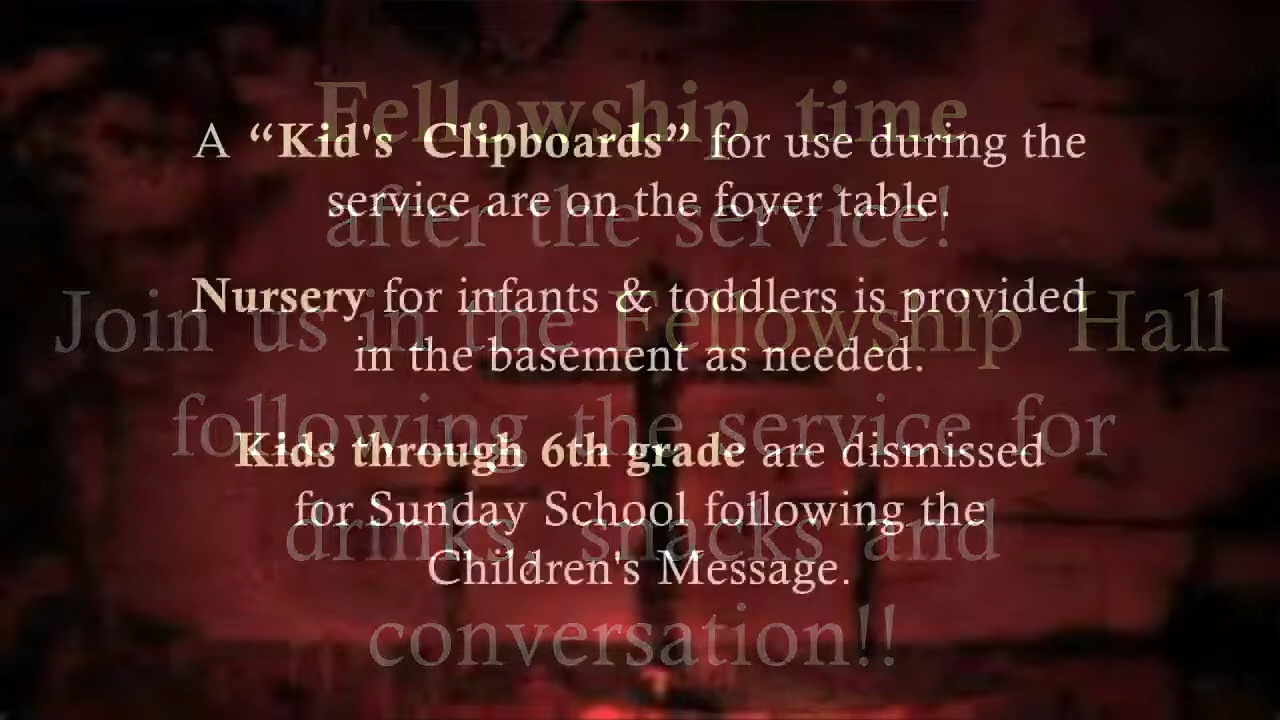 A “Kid's Clipboards” for use during the
service are on the foyer table!
Nursery for infants & toddlers is provided
in the basement as needed.
Kids through 6th grade are dismissed
for Sunday School following the
Children's Message.
Fellowship time
after the service!
Join us in the Fellowship Hall
following the service for
drinks, snacks and
conversation!!